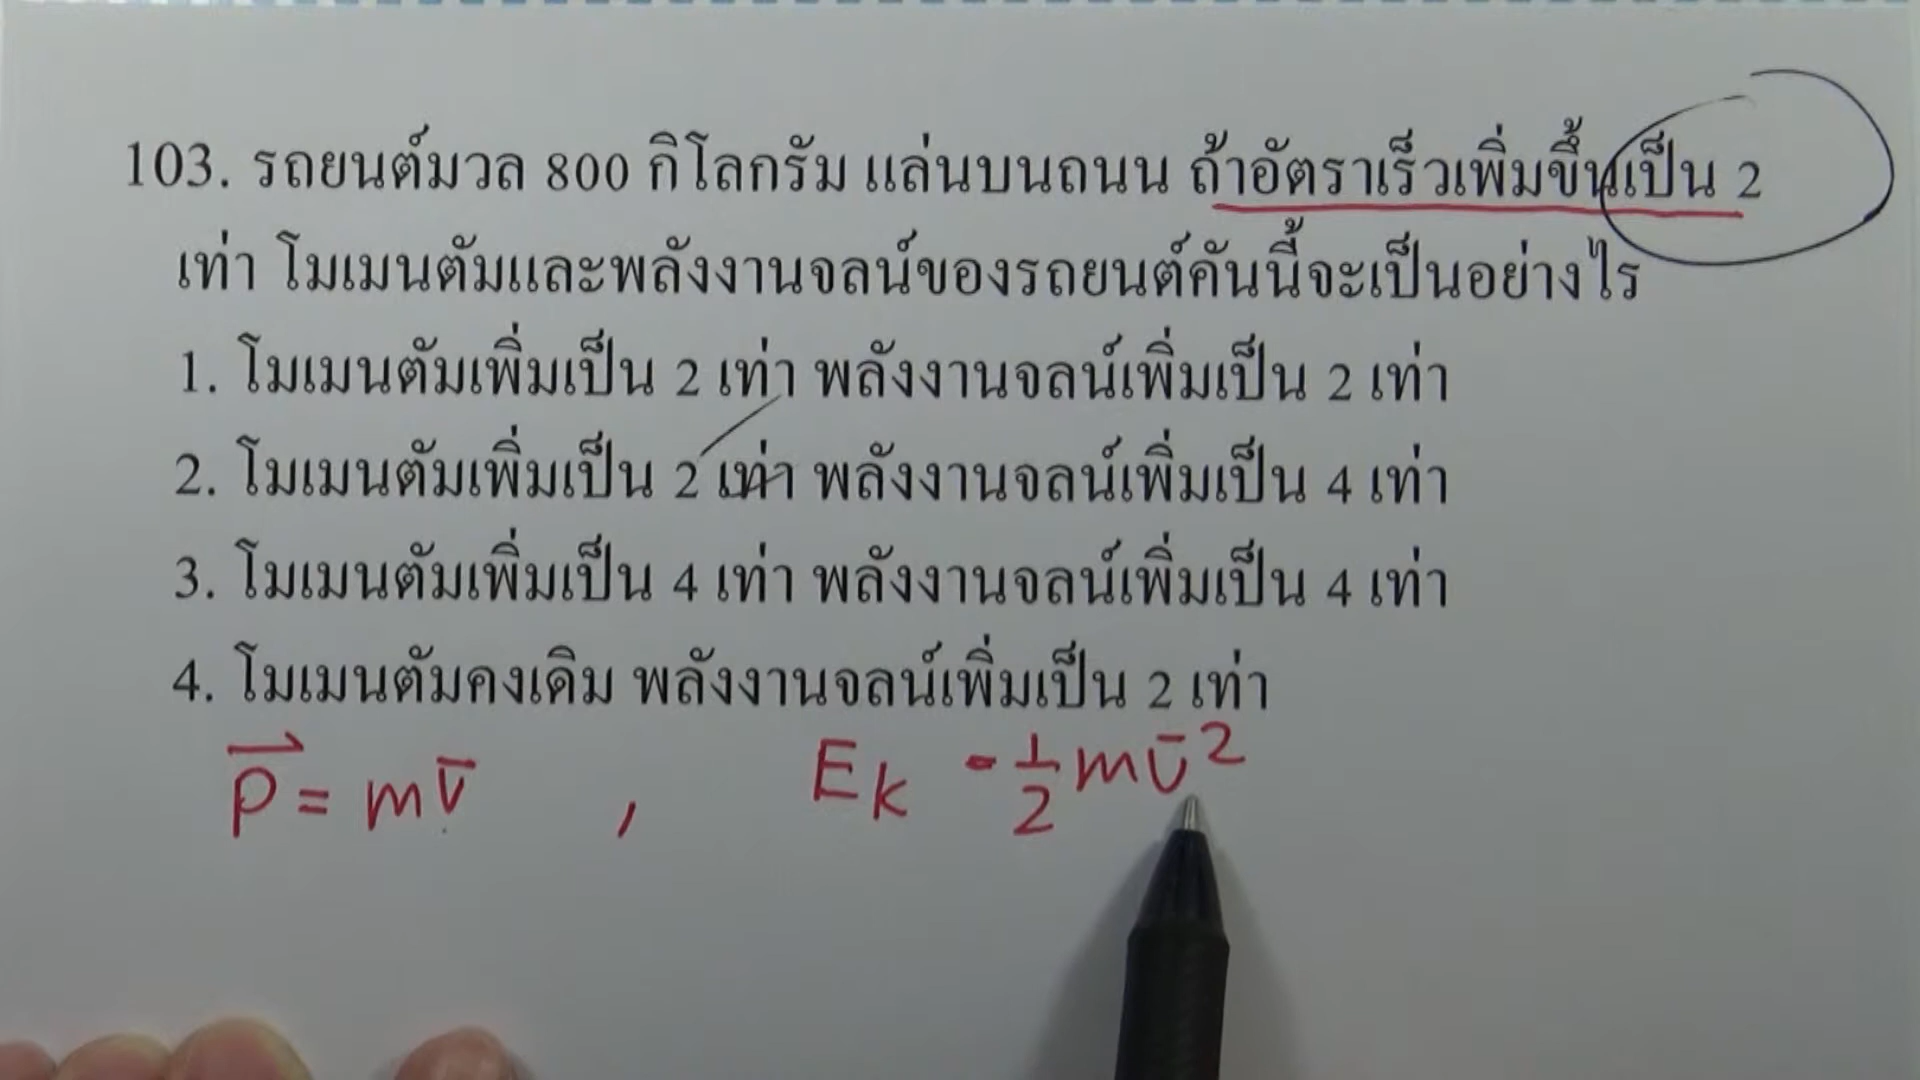 103. รถยนต์มวล 800 กิโลกรัม แล่นบนถนน ถ้าอัตราเร็วเพิ่มขึ้นเป็น 2
เท่า โมเมนตัมและพลังงานจลน์ของรถยนต์คันนี้จะเป็นอย่างไร
1. โมเมนตัมเพิ่มเป็น 2 เท่า พลังงานจลน์เพิ่มเป็น 2 เท่า
2. โมเมนตัมเพิ่มเป็น 2 เท่า พลังงานจลน์เพิ่มเป็น 4 เท่า
3. โมเมนตัมเพิ่มเป็น 4 เท่า พลังงานจลน์เพิ่มเป็น 4 เท่า
4. โมเมนตัมคงเดิม พลังงานจลน์เพิ่มเป็น 2 เท่า
p⃗ = mv̄ , Ek = ½mv̄²